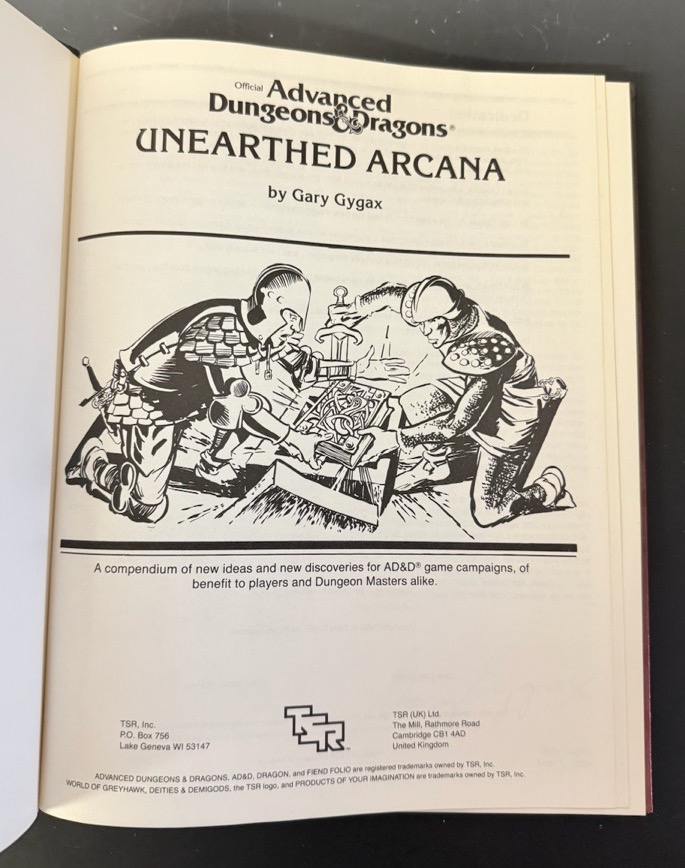 Official Advanced
Dungeons & Dragons®
UNEARTHED ARCANA
by Gary Gygax
A compendium of new ideas and new discoveries for AD&D® game campaigns, of
benefit to players and Dungeon Masters alike.
TSR, Inc.
P.O. Box 756
Lake Geneva WI 53147
TSR™
TSR (UK) Ltd.
The Mill, Rathmore Road
Cambridge CB1 4AD
United Kingdom
ADVANCED DUNGEONS & DRAGONS, AD&D, DRAGON, and FIEND FOLIO are registered trademarks owned by TSR, Inc.
WORLD OF GREYHAWK, DEITIES & DEMIGODS, the TSR logo, and PRODUCTS OF YOUR IMAGINATION are trademarks owned by TSR, Inc.